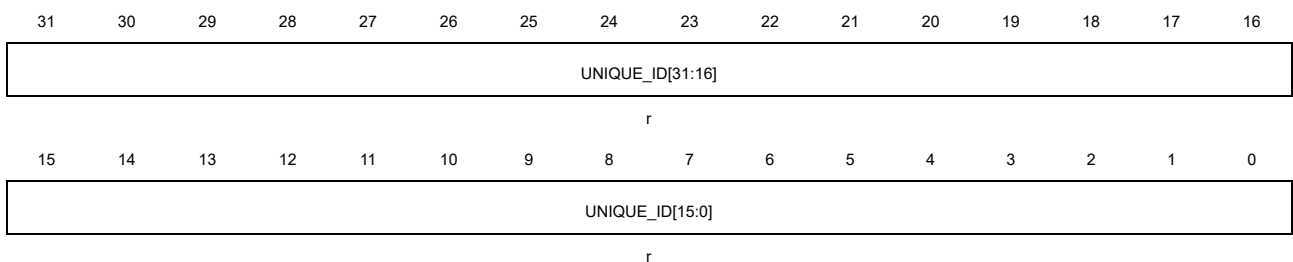 31 30 29 28 27 26 25 24 23 22 21 20 19 18 17 16
UNIQUE_ID[31:16]
r
15 14 13 12 11 10 9 8 7 6 5 4 3 2 1 0
UNIQUE_ID[15:0]
r